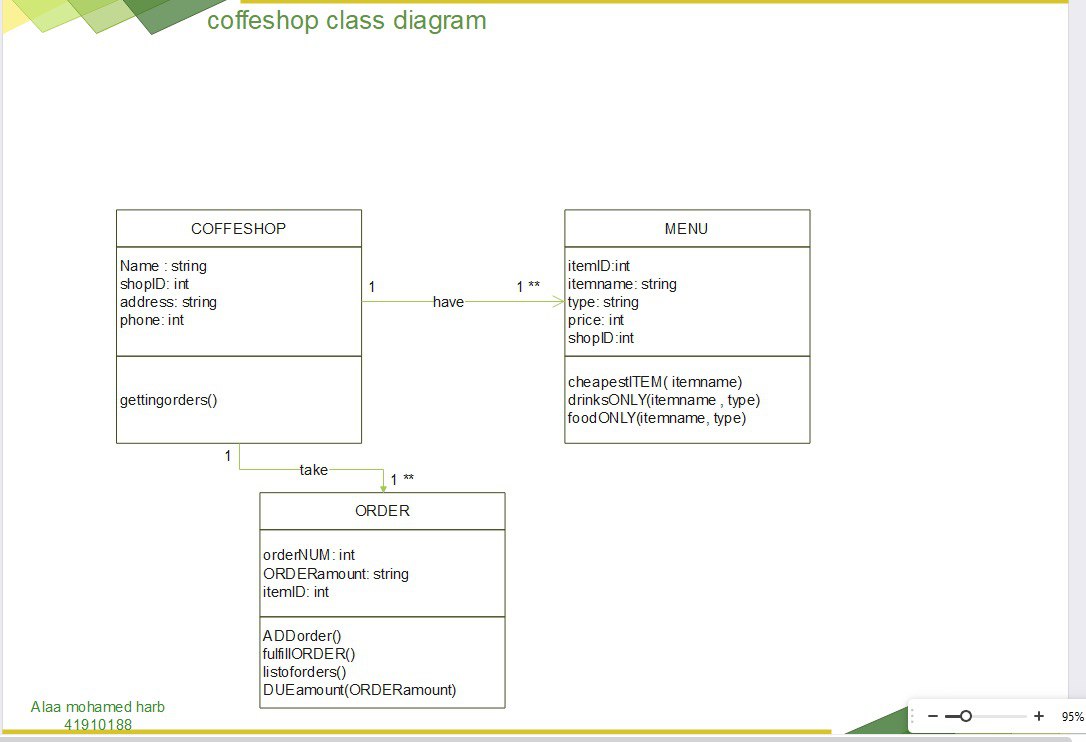 coffeshop class diagram
COFFESHOP
Name : string
shopID: int
address: string
phone: int
gettingorders()
1
have
1 **
MENU
itemID:int
itemname: string
type: string
price: int
shopID:int
cheapestITEM( itemname)
drinksONLY(itemname , type)
foodONLY(itemname, type)
1
take
1 **
ORDER
orderNUM: int
ORDERamount: string
itemID: int
ADDorder()
fulfillORDER()
listoforders()
DUEamount(ORDERamount)
Alaa mohamed harb
41910188
95%